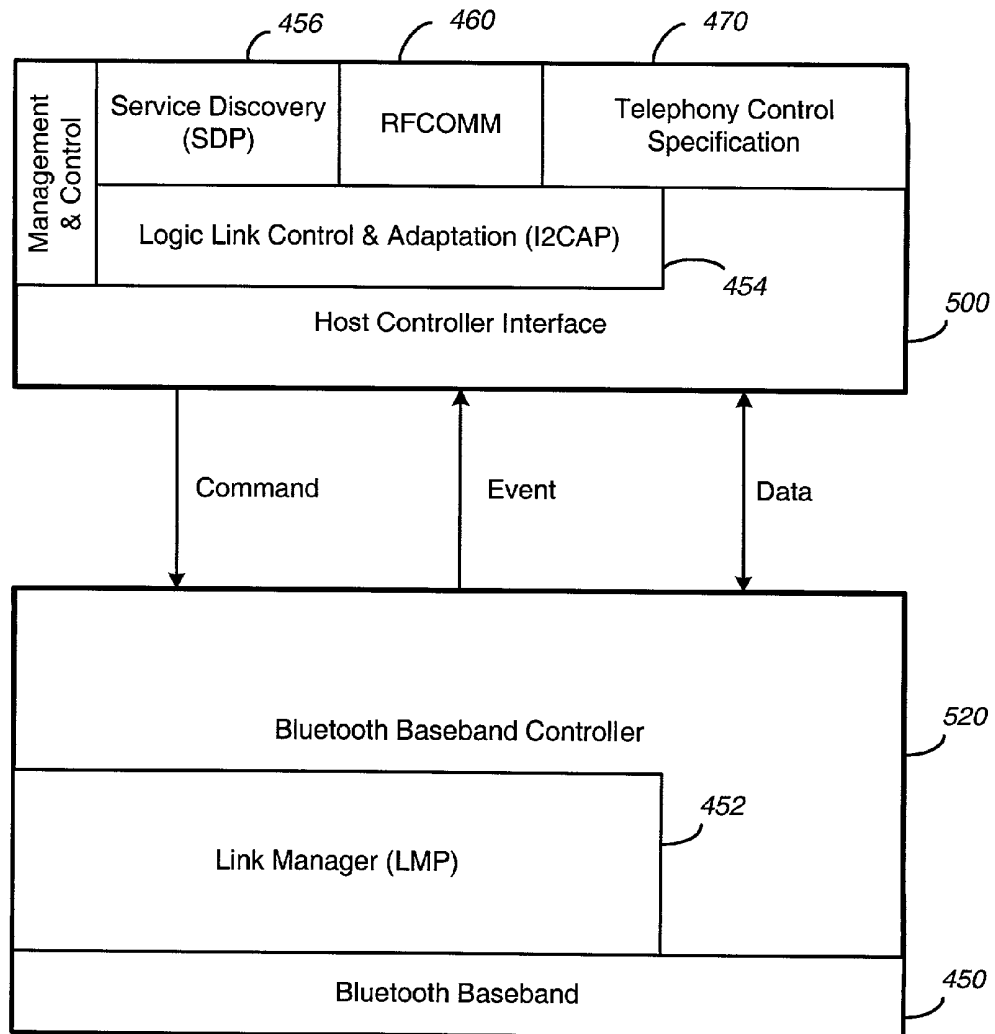 456
460
470
Management
& Control
Service Discovery
(SDP)
RFCOMM
Telephony Control
Specification
Logic Link Control & Adaptation (I2CAP)
454
Host Controller Interface
500
Command
Event
Data
Bluetooth Baseband Controller
520
452
Link Manager (LMP)
Bluetooth Baseband
450